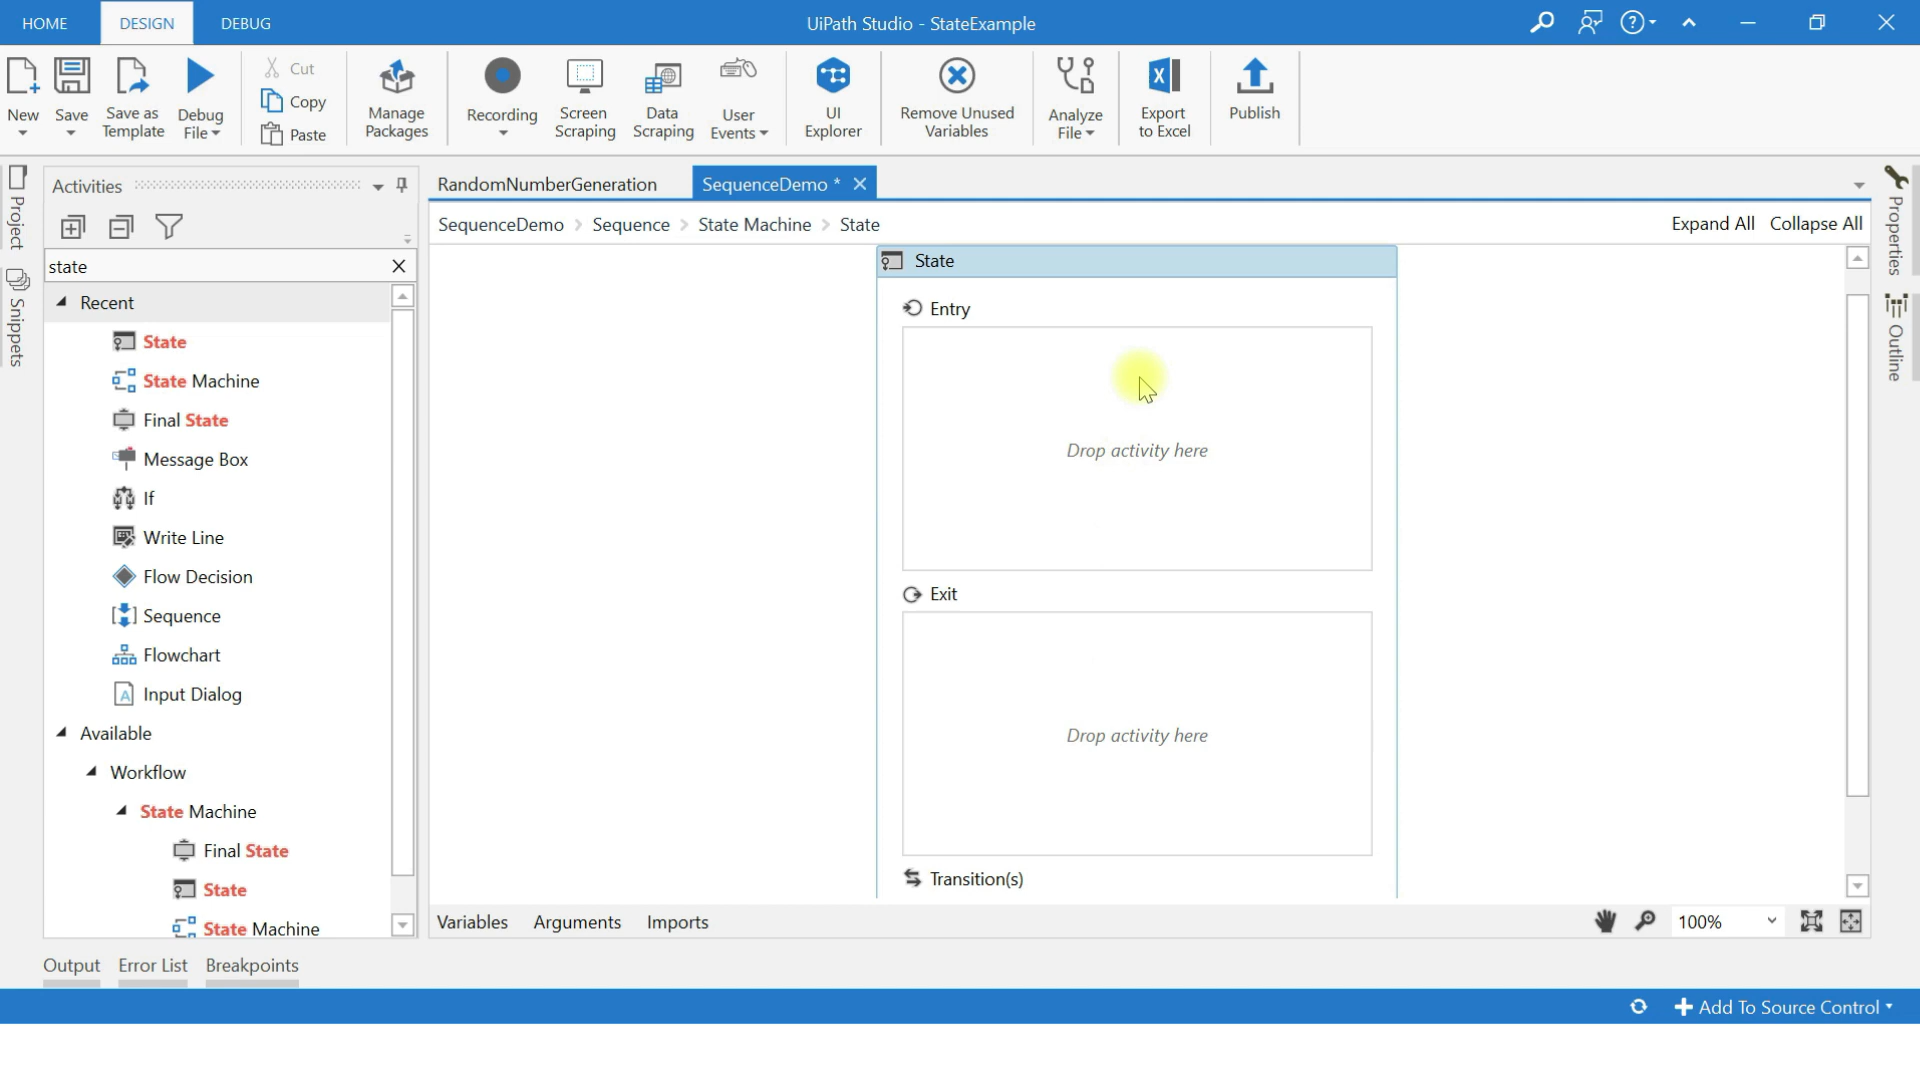 HOME DESIGN DEBUG UiPath Studio - StateExample
New Save Save as Template Debug File Cut Copy Paste Manage Packages Recording Screen Scraping Data Scraping User Events UI Explorer Remove Unused Variables Analyze File Export to Excel Publish
Project
Snippets
Activities
state
Recent
State
State Machine
Final State
Message Box
If
Write Line
Flow Decision
Sequence
Flowchart
Input Dialog
Available
Workflow
State Machine
Final State
State
State Machine
RandomNumberGeneration SequenceDemo *
SequenceDemo Sequence State Machine State Expand All Collapse All
State
Entry
Drop activity here
Exit
Drop activity here
Transition(s)
Variables Arguments Imports 100%
Properties
Outline
Output Error List Breakpoints
Add To Source Control